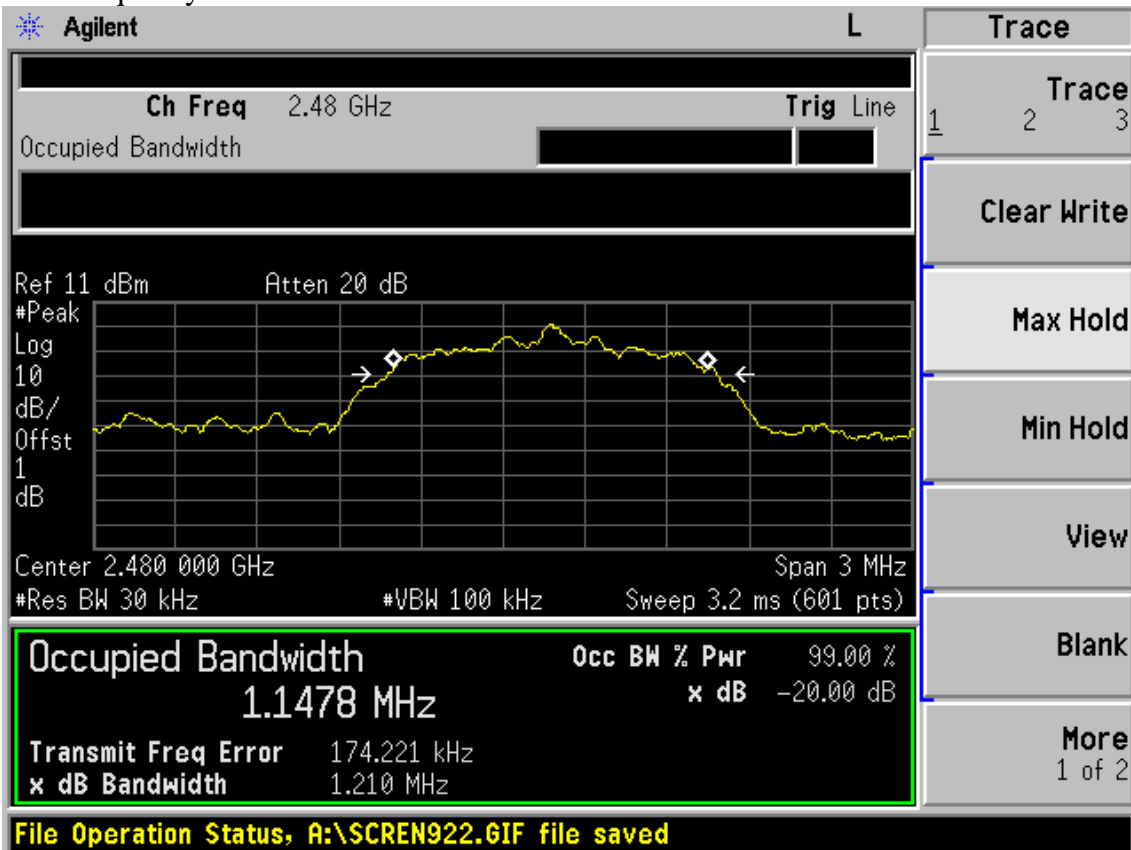 Agilent L Trace
Ch Freq 2.48 GHz Trig Line
Occupied Bandwidth
Trace
1 2 3
Clear Write
Max Hold
Min Hold
View
Blank
More
1 of 2
Ref 11 dBm Atten 20 dB
#Peak
Log
10
dB/
Offst
1
dB
Center 2.480 000 GHz Span 3 MHz
#Res BW 30 kHz #VBW 100 kHz Sweep 3.2 ms (601 pts)
Occupied Bandwidth Occ BW % Pwr 99.00 %
1.1478 MHz x dB -20.00 dB
Transmit Freq Error 174.221 kHz
x dB Bandwidth 1.210 MHz
File Operation Status, A:\SCREN922.GIF file saved